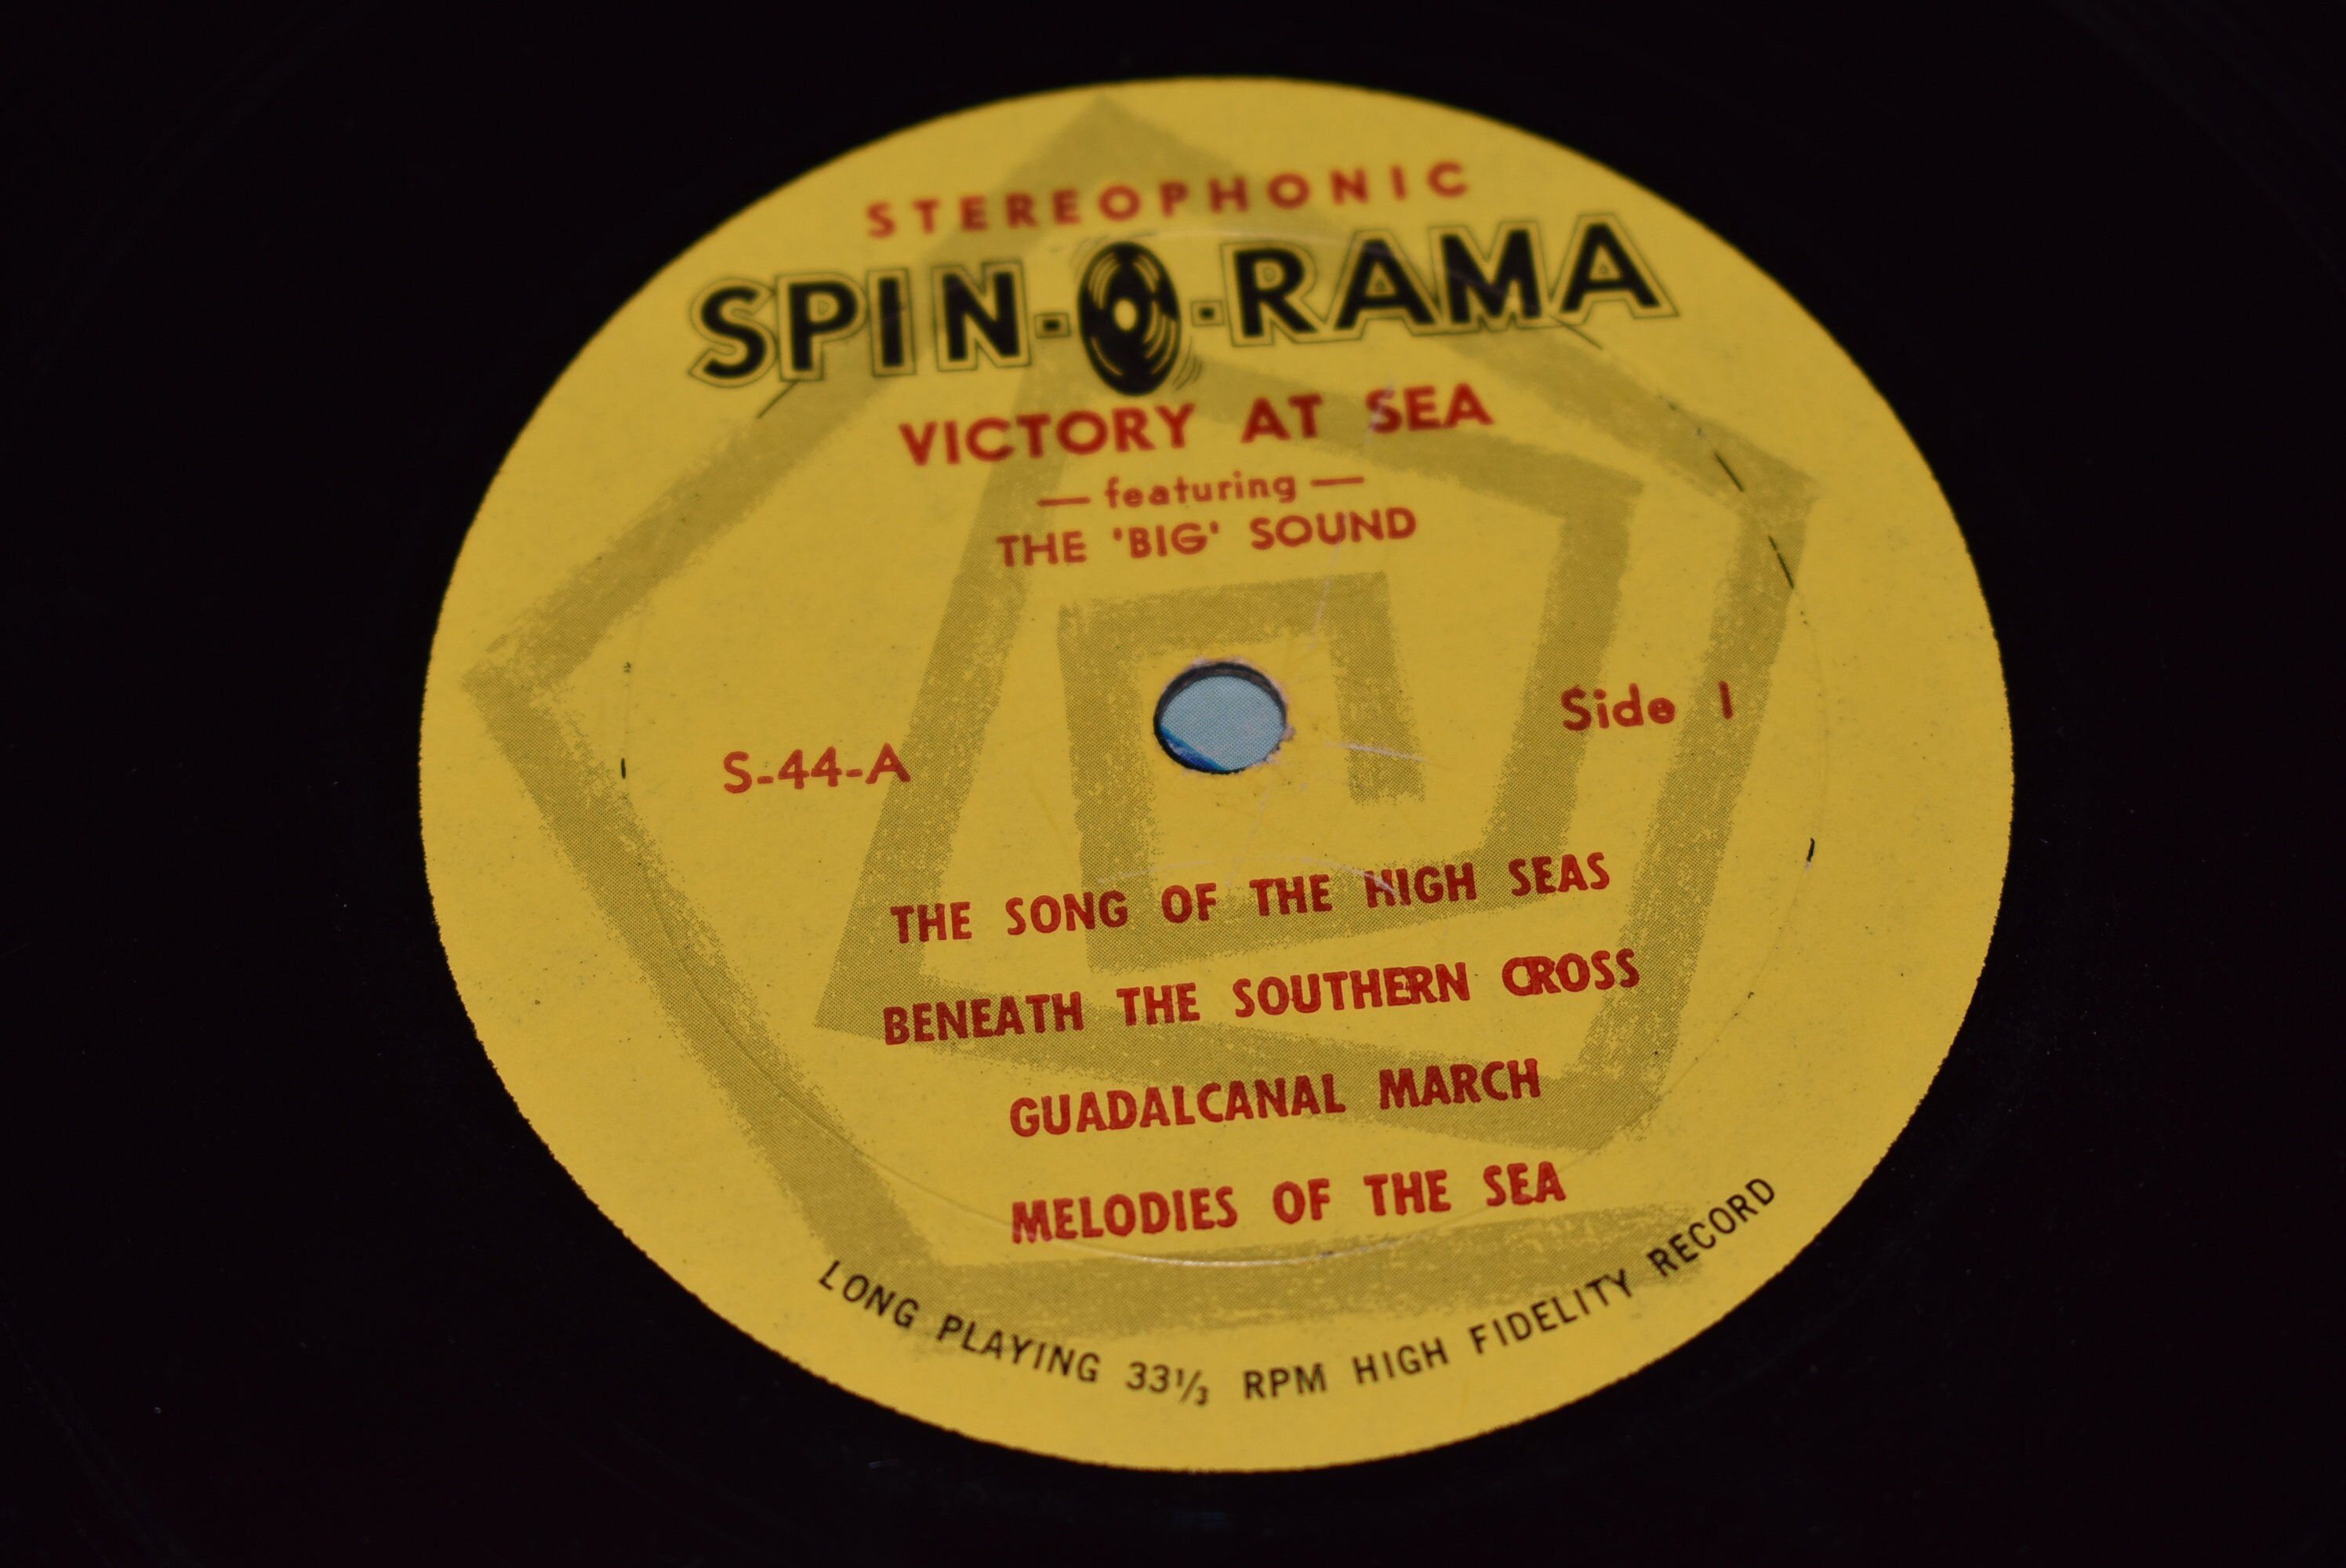 STEREOPHONIC
SPIN-O-RAMA
VICTORY AT SEA
— featuring —
THE 'BIG' SOUND
S-44-A
Side 1
THE SONG OF THE HIGH SEAS
BENEATH THE SOUTHERN CROSS
GUADALCANAL MARCH
MELODIES OF THE SEA
LONG PLAYING 33⅓ RPM HIGH FIDELITY RECORD